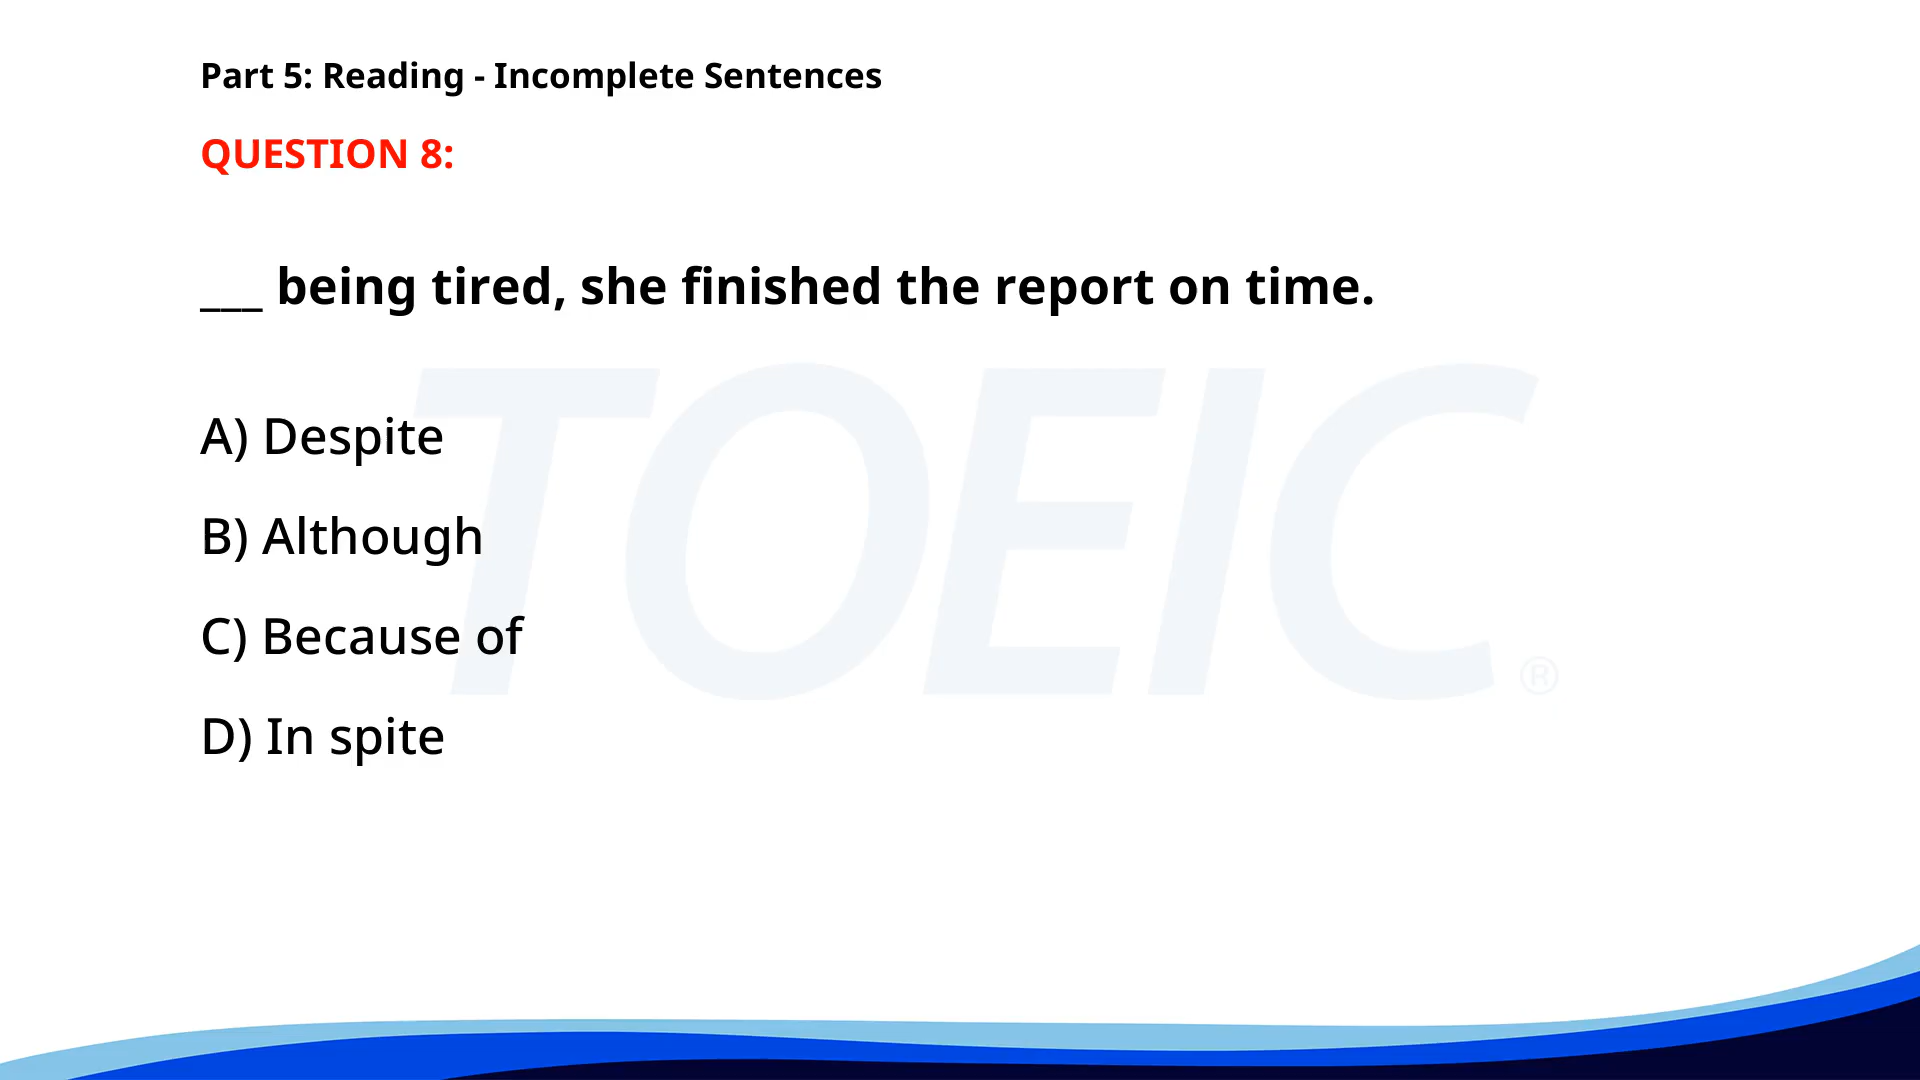 Part 5: Reading - Incomplete Sentences
QUESTION 8:
___ being tired, she finished the report on time.
A) Despite
B) Although
C) Because of
D) In spite
TOEIC®